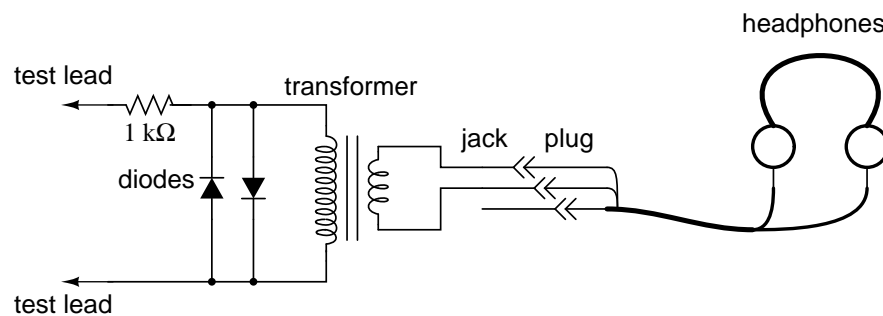 headphones
test lead
transformer
1 kΩ
jack
plug
diodes
test lead